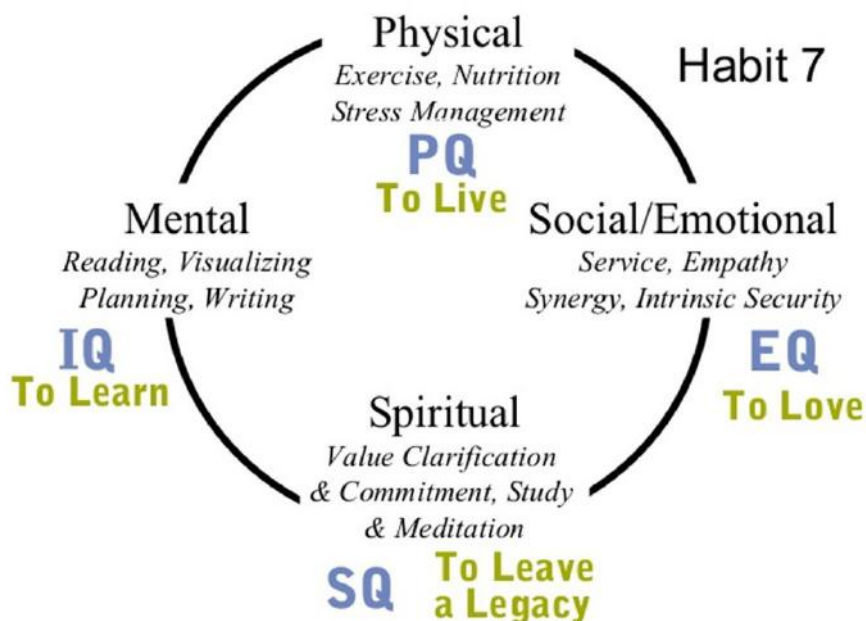 Physical
Exercise, Nutrition
Stress Management
PQ
To Live
Habit 7
Mental
Reading, Visualizing
Planning, Writing
IQ
To Learn
Social/Emotional
Service, Empathy
Synergy, Intrinsic Security
EQ
To Love
Spiritual
Value Clarification
& Commitment, Study
& Meditation
SQ
To Leave
a Legacy